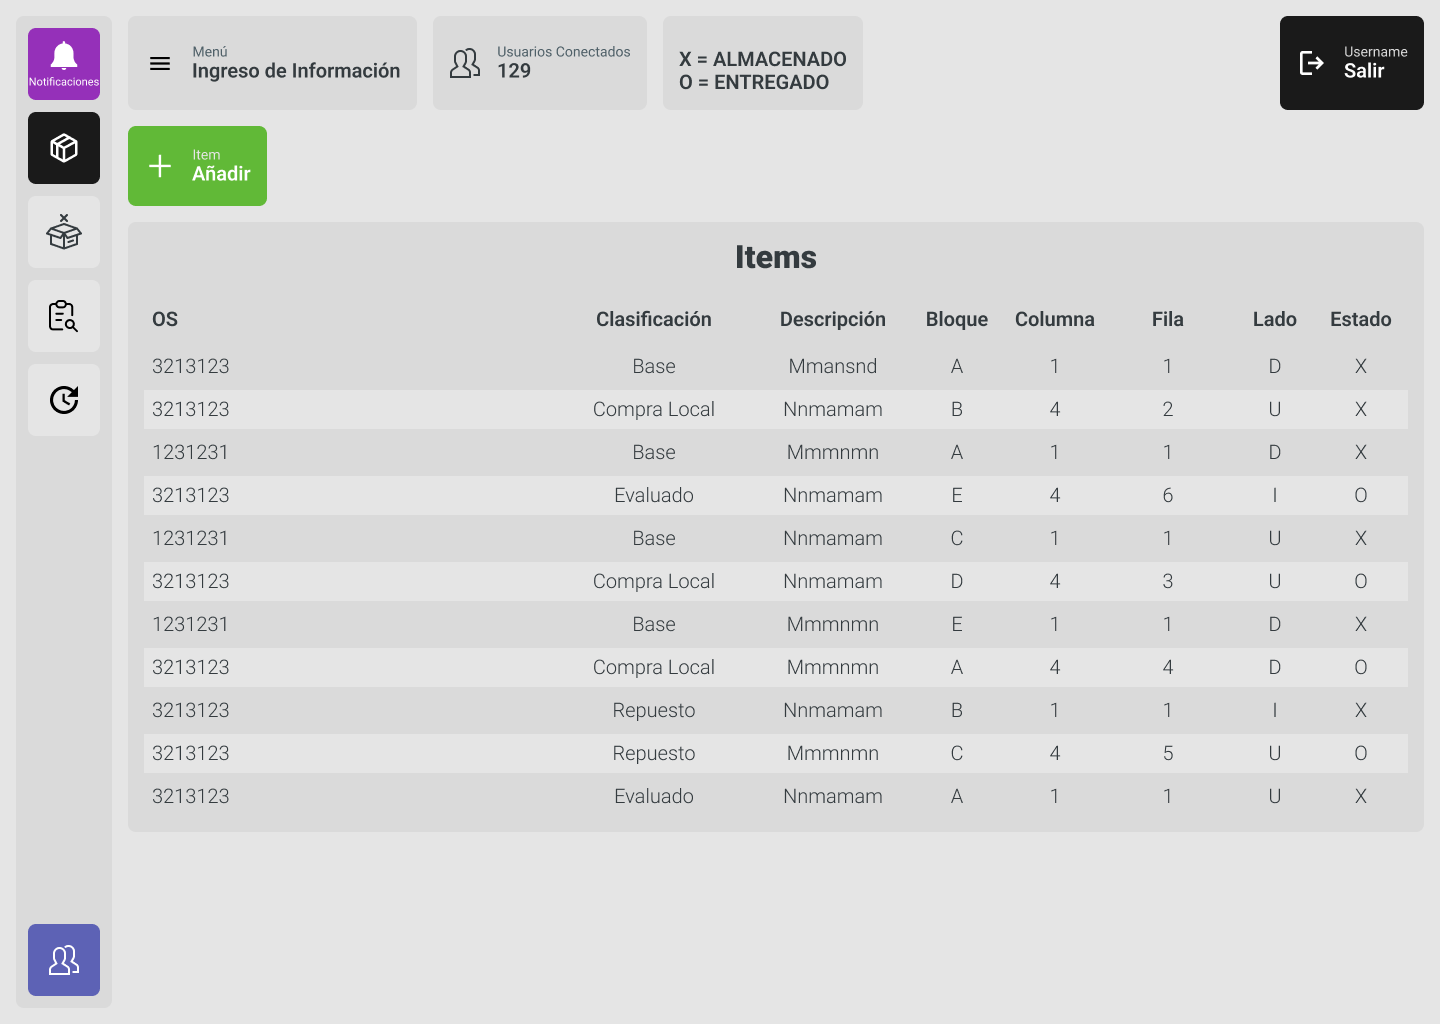 Notificaciones
Menú
Ingreso de Información
Usuarios Conectados
129
X = ALMACENADO
O = ENTREGADO
Username
Salir
Item
Añadir
Items
OS Clasificación Descripción Bloque Columna Fila Lado Estado
3213123 Base Mmansnd A 1 1 D X
3213123 Compra Local Nnmamam B 4 2 U X
1231231 Base Mmmnmn A 1 1 D X
3213123 Evaluado Nnmamam E 4 6 I O
1231231 Base Nnmamam C 1 1 U X
3213123 Compra Local Nnmamam D 4 3 U O
1231231 Base Mmmnmn E 1 1 D X
3213123 Compra Local Mmmnmn A 4 4 D O
3213123 Repuesto Nnmamam B 1 1 I X
3213123 Repuesto Mmmnmn C 4 5 U O
3213123 Evaluado Nnmamam A 1 1 U X